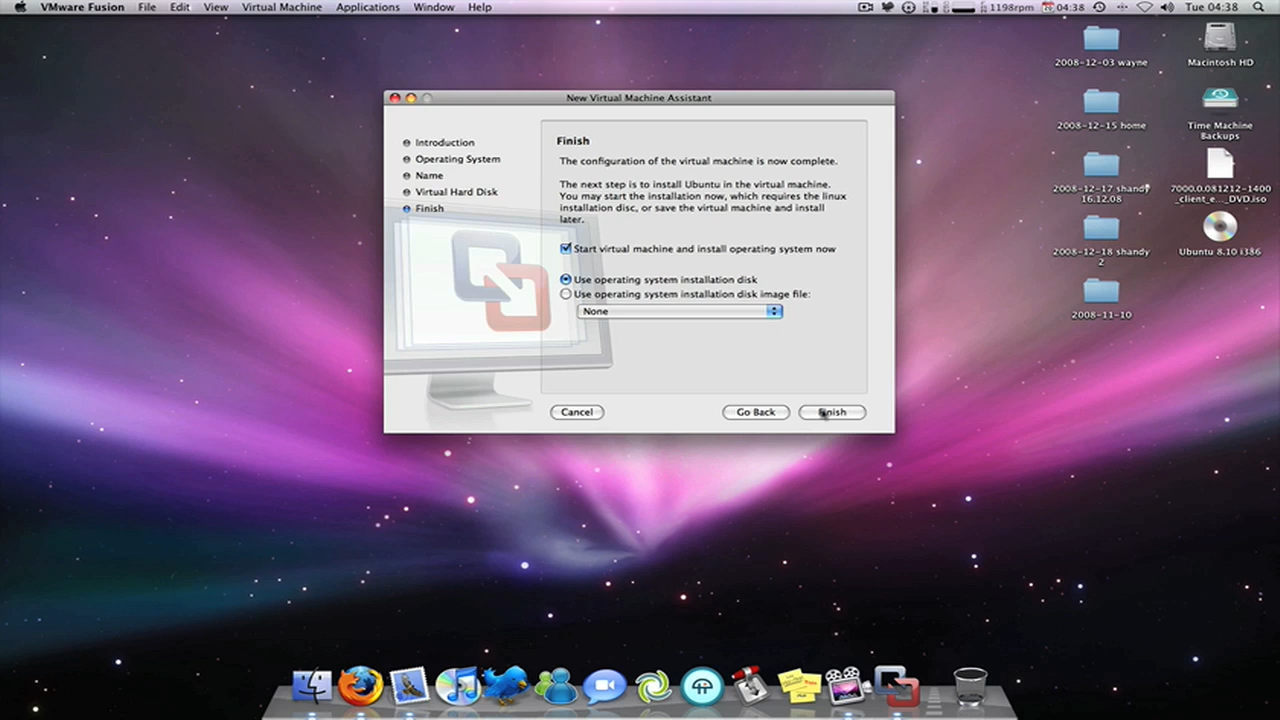 VMware Fusion File Edit View Virtual Machine Applications Window Help 1198rpm 04:38 Tue 04:38
New Virtual Machine Assistant
Introduction
Operating System
Name
Virtual Hard Disk
Finish
Finish
The configuration of the virtual machine is now complete.
The next step is to install Ubuntu in the virtual machine.
You may start the installation now, which requires the linux
installation disc, or save the virtual machine and install
later.
Start virtual machine and install operating system now
Use operating system installation disk
Use operating system installation disk image file:
None
Cancel Go Back Finish
2008-12-03 wayne
Macintosh HD
2008-12-15 home
Time Machine
Backups
2008-12-17 shandy
16.12.08
7000.0.081212-1400
_client_e..._DVD.iso
2008-12-18 shandy
2
Ubuntu 8.10 i386
2008-11-10